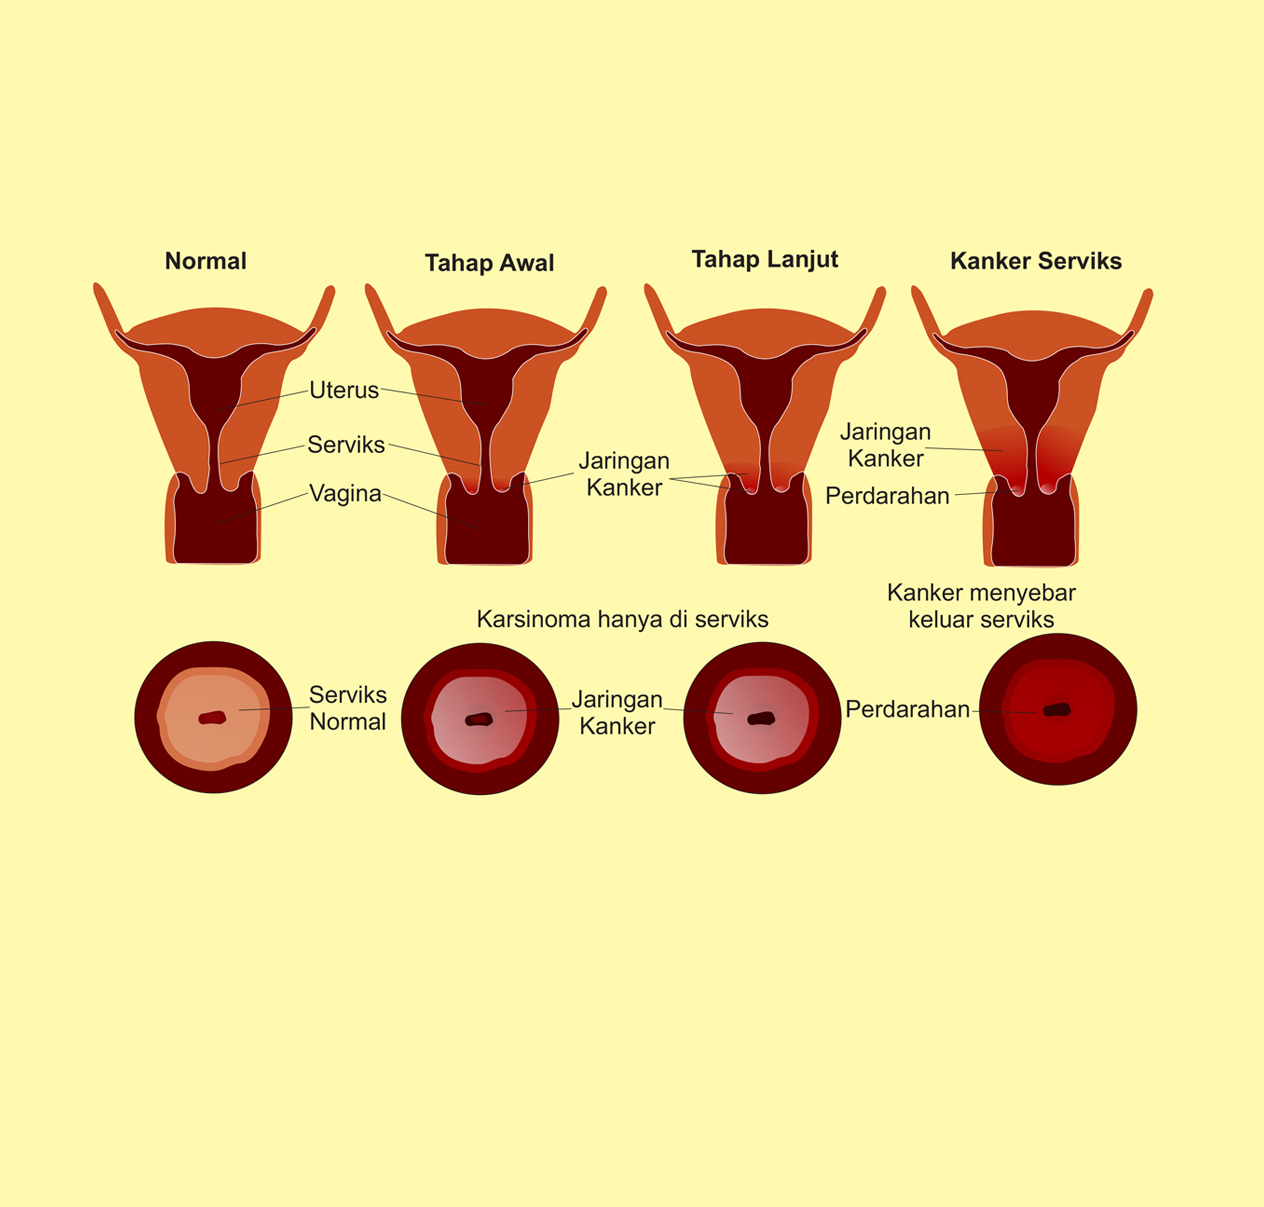 Normal
Tahap Awal
Tahap Lanjut
Kanker Serviks
Uterus
Serviks
Vagina
Jaringan
Kanker
Jaringan
Kanker
Perdarahan
Karsinoma hanya di serviks
Kanker menyebar
keluar serviks
Serviks
Normal
Jaringan
Kanker
Perdarahan